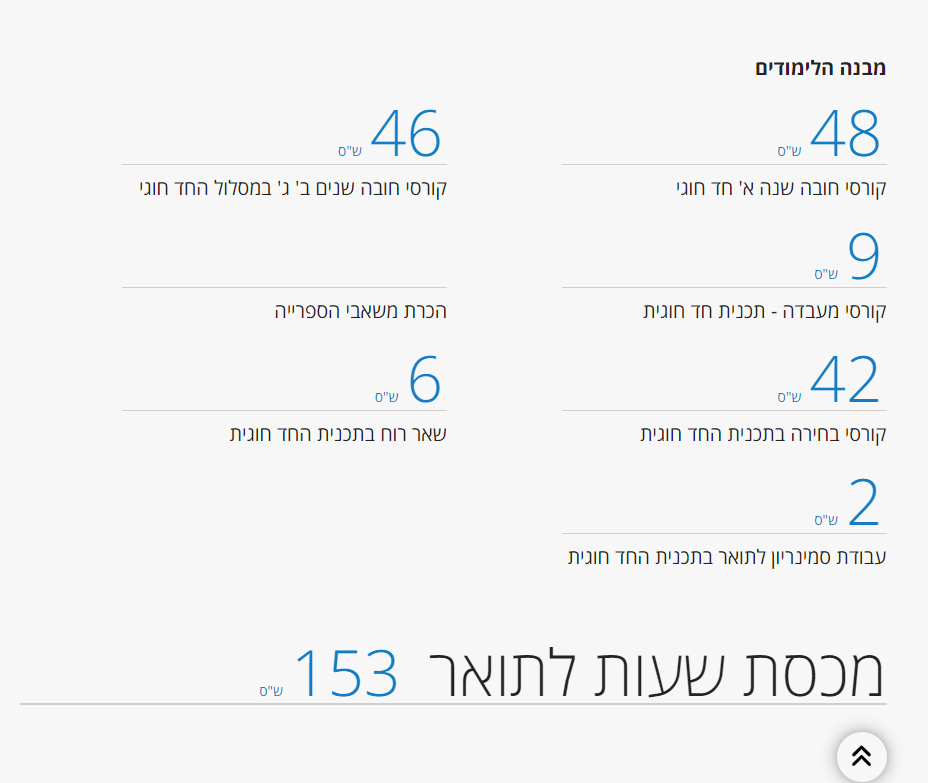 מבנה הלימודים
48 ש"ס
קורסי חובה שנה א' חד חוגי
46 ש"ס
קורסי חובה שנים ב' ג' במסלול החד חוגי
9 ש"ס
קורסי מעבדה - תכנית חד חוגית
הכרת משאבי הספרייה
42 ש"ס
קורסי בחירה בתכנית החד חוגית
6 ש"ס
שאר רוח בתכנית החד חוגית
2 ש"ס
עבודת סמינריון לתואר בתכנית החד חוגית
מכסת שעות לתואר 153 ש"ס